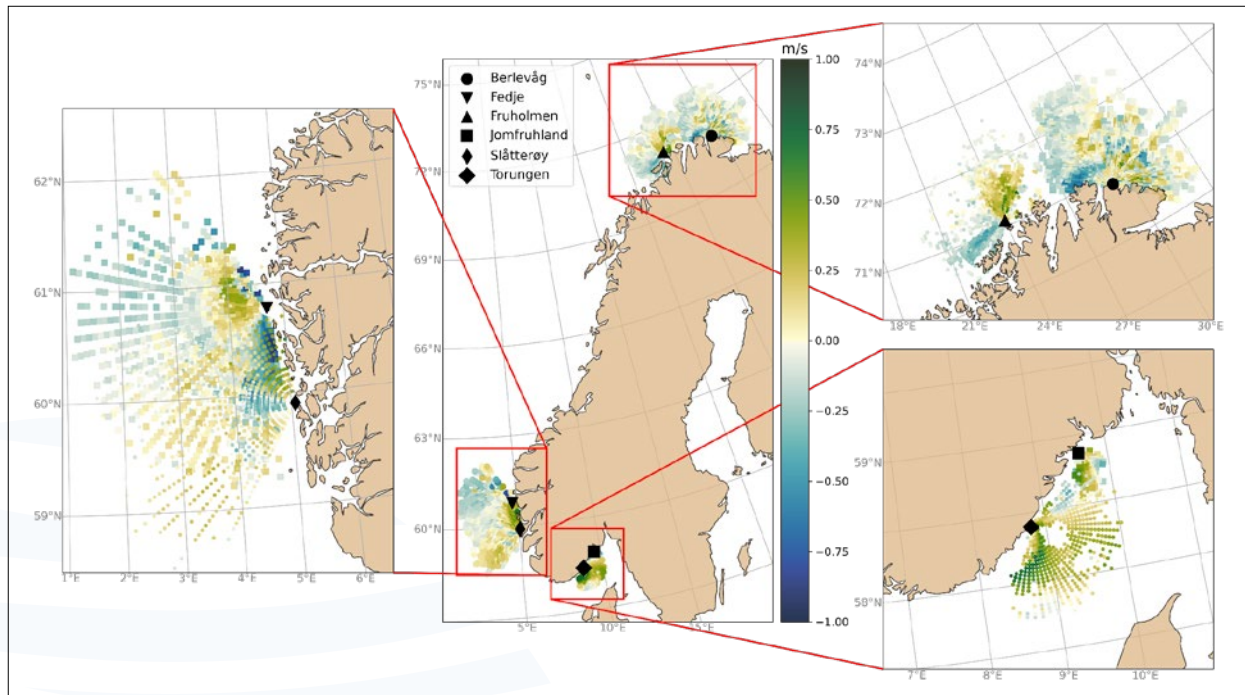 62°N
61°N
60°N
59°N
1°E
2°E
3°E
4°E
5°E
6°E
75°N
72°N
69°N
66°N
63°N
60°N
5°E
15°E
Berlevåg
Fedje
Fruholmen
Jomfruhland
Slåtterøy
Torungen
m/s
1.00
0.75
0.50
0.25
0.00
−0.25
−0.50
−0.75
−1.00
74°N
73°N
72°N
71°N
18°E
21°E
24°E
27°E
30°E
59°N
58°N
7°E
8°E
9°E
10°E